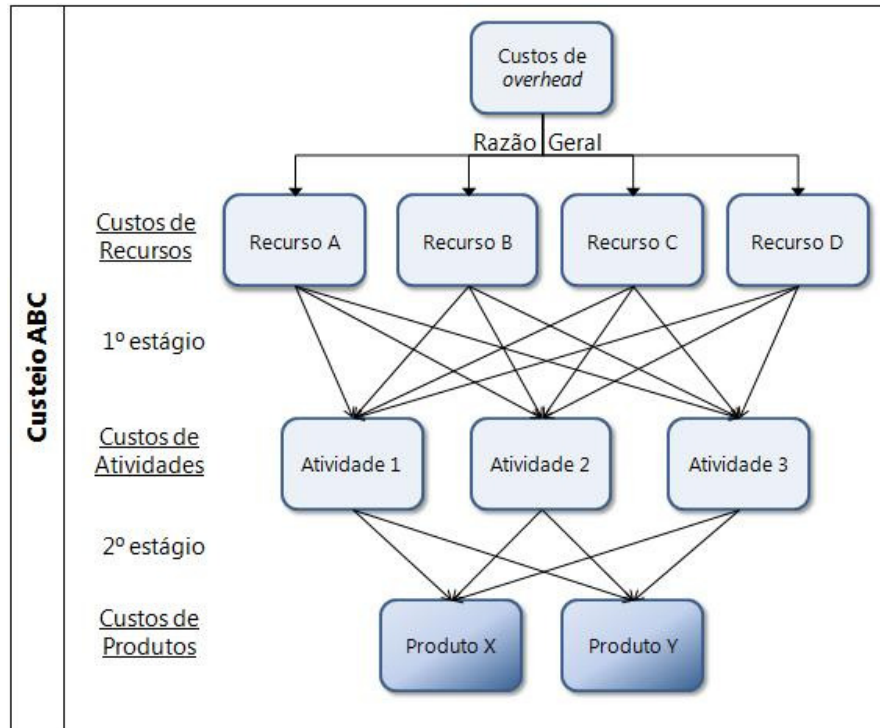 Custeio ABC
Custos de
overhead
Razão Geral
Custos de
Recursos
Recurso A
Recurso B
Recurso C
Recurso D
1º estágio
Custos de
Atividades
Atividade 1
Atividade 2
Atividade 3
2º estágio
Custos de
Produtos
Produto X
Produto Y